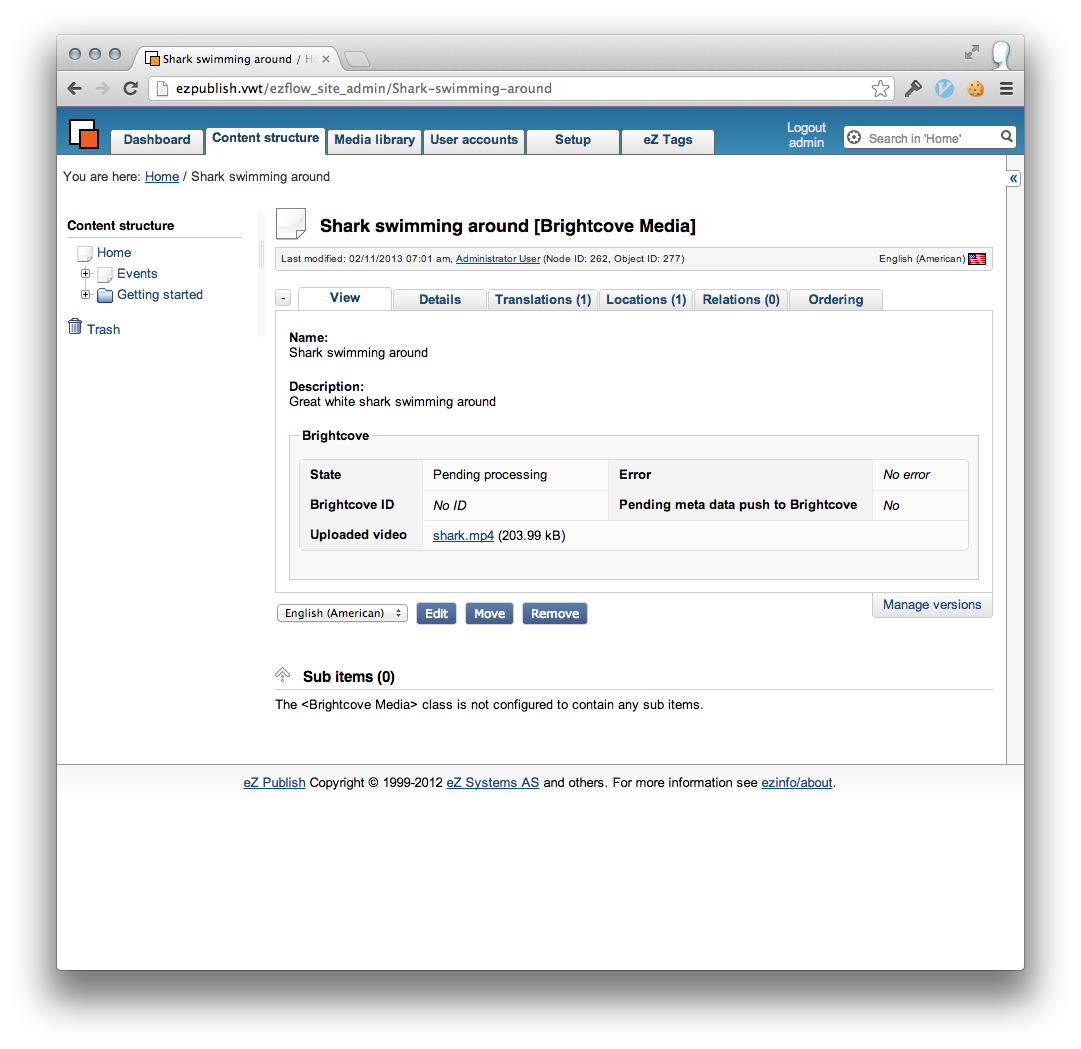 Shark swimming around / H
ezpublish.vwt/ezflow_site_admin/Shark-swimming-around
Dashboard Content structure Media library User accounts Setup eZ Tags Logout admin Search in 'Home'
You are here: Home / Shark swimming around «
Content structure
Home
Events
Getting started
Trash
Shark swimming around [Brightcove Media]
Last modified: 02/11/2013 07:01 am, Administrator User (Node ID: 262, Object ID: 277) English (American)
- View Details Translations (1) Locations (1) Relations (0) Ordering
Name:
Shark swimming around
Description:
Great white shark swimming around
Brightcove
State Pending processing Error No error
Brightcove ID No ID Pending meta data push to Brightcove No
Uploaded video shark.mp4 (203.99 kB)
English (American) Edit Move Remove Manage versions
Sub items (0)
The <Brightcove Media> class is not configured to contain any sub items.
eZ Publish Copyright © 1999-2012 eZ Systems AS and others. For more information see ezinfo/about.